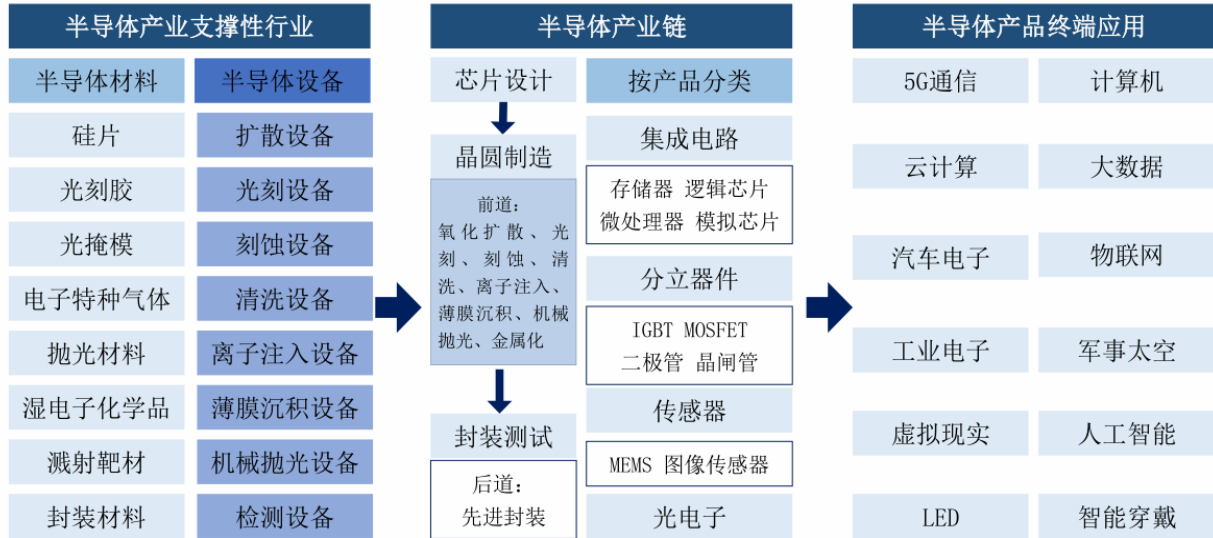 半导体产业支撑性行业
半导体材料
半导体设备
硅片
扩散设备
光刻胶
光刻设备
光掩模
刻蚀设备
电子特种气体
清洗设备
抛光材料
离子注入设备
湿电子化学品
薄膜沉积设备
溅射靶材
机械抛光设备
封装材料
检测设备
半导体产业链
芯片设计
晶圆制造
前道：
氧化扩散、光
刻、刻蚀、清
洗、离子注入、
薄膜沉积、机械
抛光、金属化
封装测试
后道：
先进封装
按产品分类
集成电路
存储器 逻辑芯片
微处理器 模拟芯片
分立器件
IGBT MOSFET
二极管 晶闸管
传感器
MEMS 图像传感器
光电子
半导体产品终端应用
5G通信
计算机
云计算
大数据
汽车电子
物联网
工业电子
军事太空
虚拟现实
人工智能
LED
智能穿戴